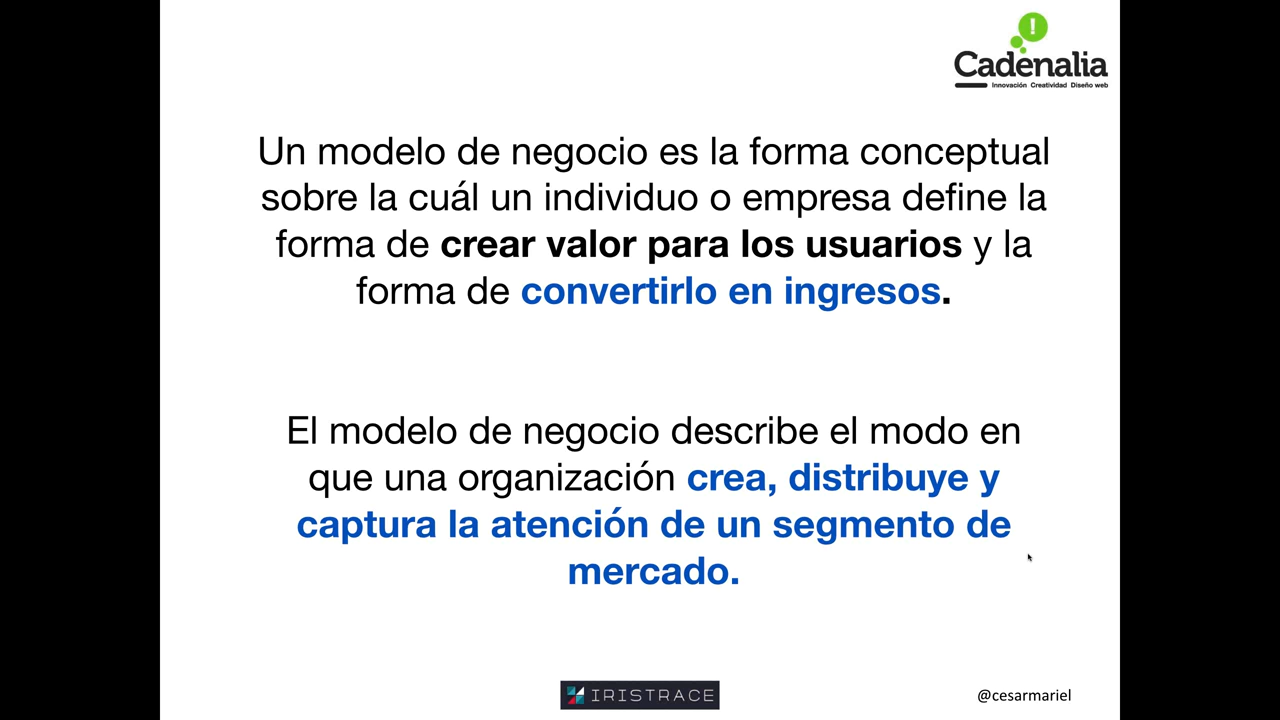 !
Cadenalia
Innovación Creatividad Diseño web
Un modelo de negocio es la forma conceptual
sobre la cuál un individuo o empresa define la
forma de crear valor para los usuarios y la
forma de convertirlo en ingresos.
El modelo de negocio describe el modo en
que una organización crea, distribuye y
captura la atención de un segmento de
mercado.
IRISTRACE
@cesarmariel